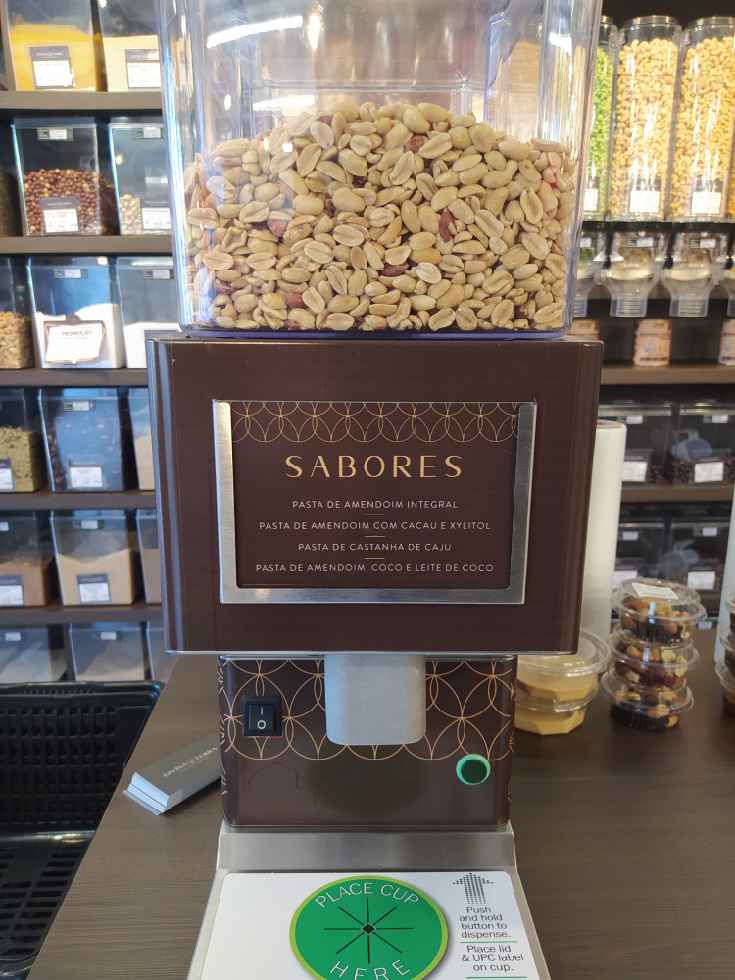 SABORES
PASTA DE AMENDOIM INTEGRAL
PASTA DE AMENDOIM COM CACAU E XYLITOL
PASTA DE CASTANHA DE CAJU
PASTA DE AMENDOIM COCO E LEITE DE COCO
PLACE CUP
HERE
Push
and hold
button to
dispense.
Place lid
& UPC label
on cup.